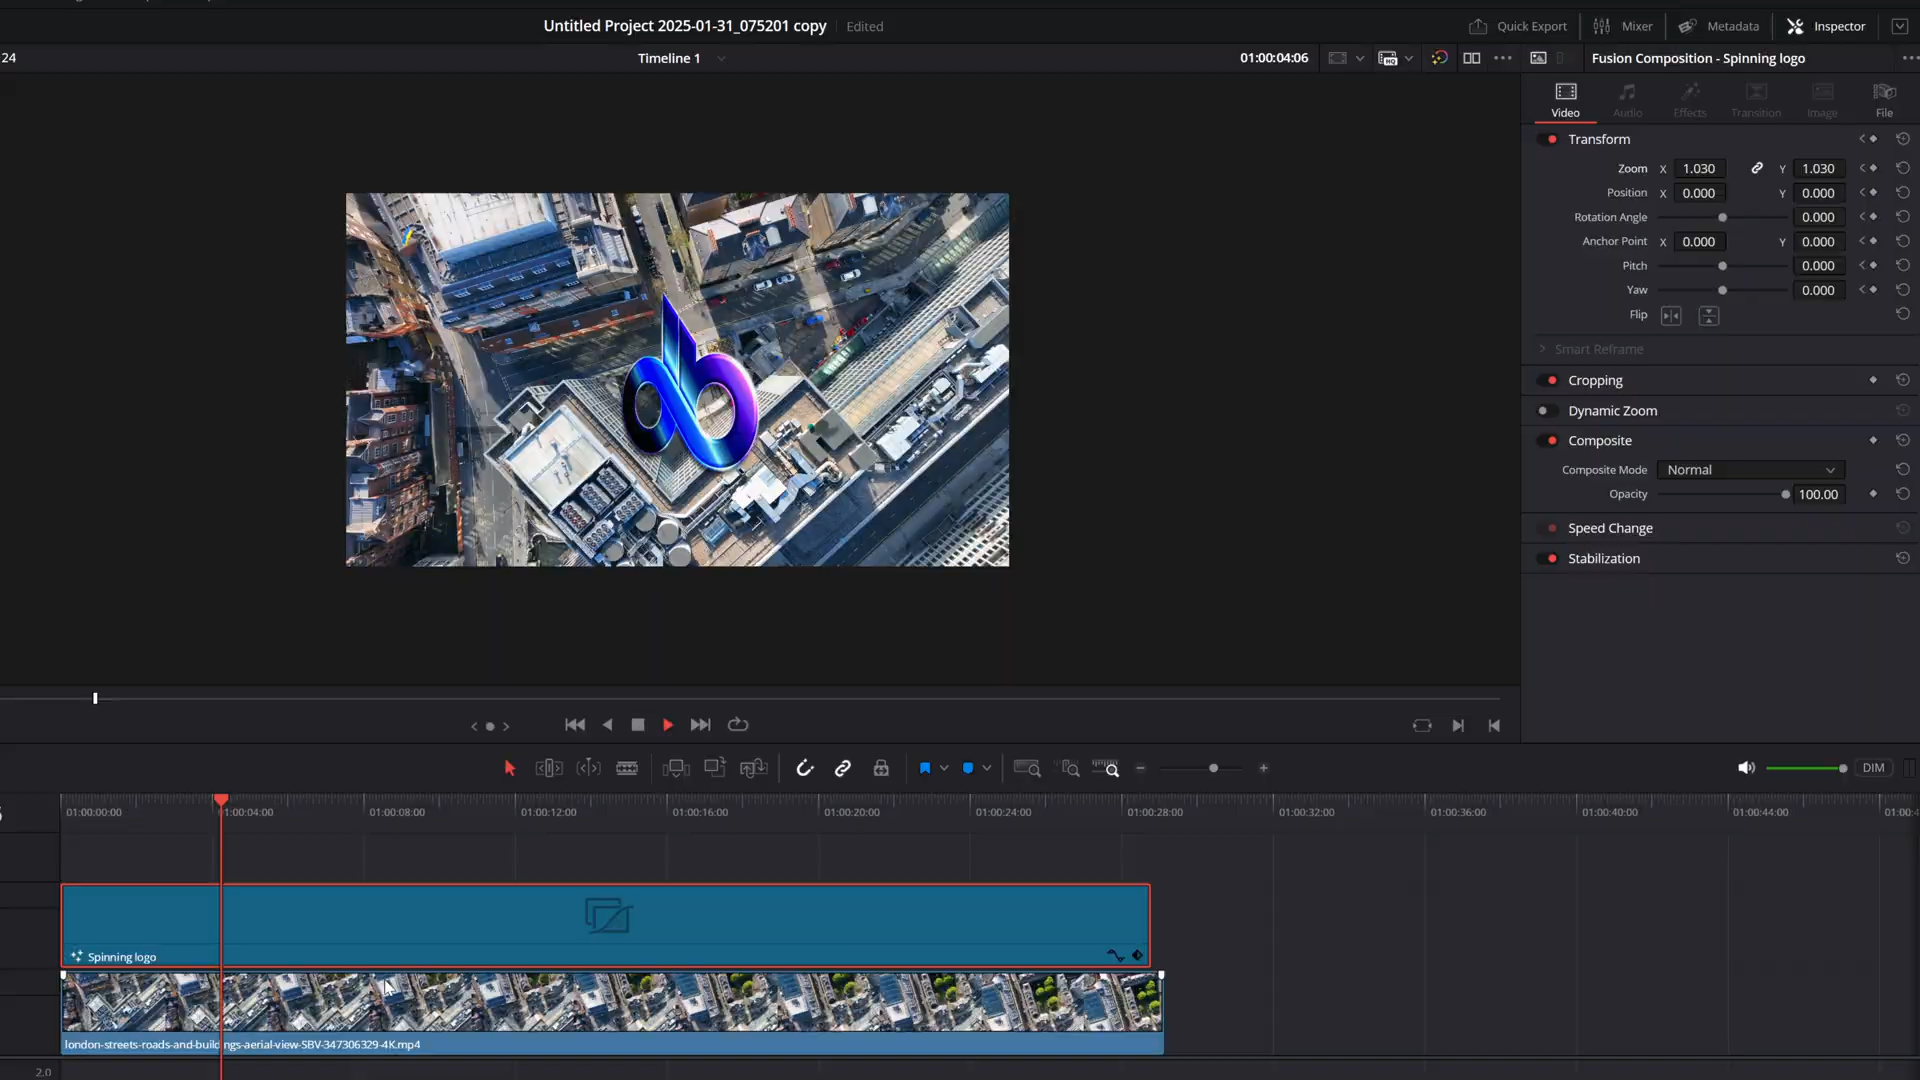 Untitled Project 2025-01-31_075201 copy Edited
Quick Export Mixer Metadata Inspector
24 Timeline 1 01:00:04:06 HQ Fusion Composition - Spinning logo
Video Audio Effects Transition Image File
Transform
Zoom X 1.030 Y 1.030
Position X 0.000 Y 0.000
Rotation Angle 0.000
Anchor Point X 0.000 Y 0.000
Pitch 0.000
Yaw 0.000
Flip
Smart Reframe
Cropping
Dynamic Zoom
Composite
Composite Mode Normal
Opacity 100.00
Speed Change
Stabilization
DIM
01:00:00:00 01:00:04:00 01:00:08:00 01:00:12:00 01:00:16:00 01:00:20:00 01:00:24:00 01:00:28:00 01:00:32:00 01:00:36:00 01:00:40:00 01:00:44:00
Spinning logo
london-streets-roads-and-buildings-aerial-view-SBV-347306329-4K.mp4
2.0